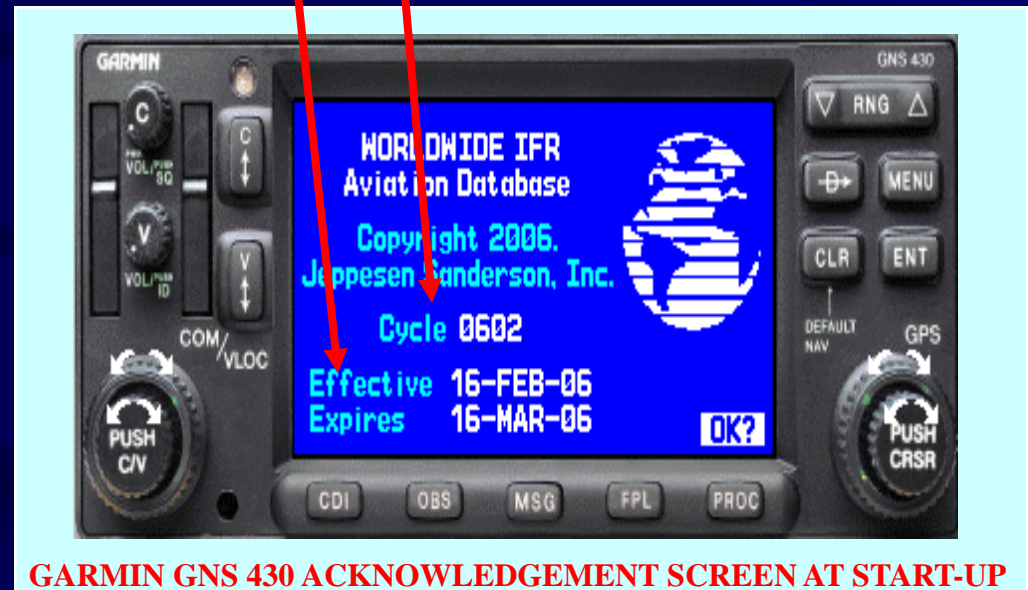 GARMIN
GNS 430
C
PWR
VOL/PUSH SQ
C
V
VOL/PUSH ID
V
COM/VLOC
PUSH
C/V
WORLDWIDE IFR
Aviation Database
Copyright 2006.
Jeppesen Sanderson, Inc.
Cycle 0602
Effective 16-FEB-06
Expires 16-MAR-06
OK?
RNG
D
MENU
CLR
ENT
DEFAULT
NAV
GPS
PUSH
CRSR
CDI
OBS
MSG
FPL
PROC
GARMIN GNS 430 ACKNOWLEDGEMENT SCREEN AT START-UP